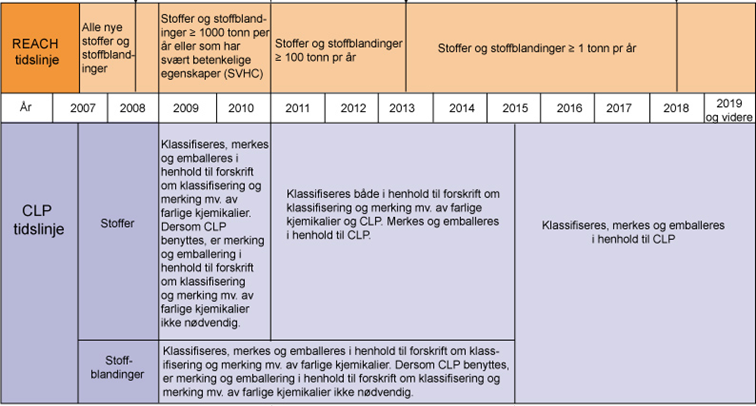 REACH
tidslinje
Alle nye
stoffer og
stoffbland-
inger
Stoffer og stoffbland-
inger ≥ 1000 tonn per
år eller som har
svært betenkelige
egenskaper (SVHC)
Stoffer og stoffblandinger
≥ 100 tonn pr år
Stoffer og stoffblandinger ≥ 1 tonn pr år
År
2007
2008
2009
2010
2011
2012
2013
2014
2015
2016
2017
2018
2019
og videre
CLP
tidslinje
Stoffer
Klassifiseres, merkes
og emballeres i
henhold til forskrift
om klassifisering og
merking mv. av
farlige kjemikalier.
Dersom CLP
benyttes, er merking
og emballering i
henhold til forskrift
om klassifisering
og merking mv. av
farlige kjemikalier
ikke nødvendig.
Klassifiseres både i henhold til forskrift om
klassifisering og merking mv. av farlige
kjemikalier og CLP. Merkes og emballeres
i henhold til CLP.
Klassifiseres, merkes og emballeres
i henhold til CLP
Stoff-
blandinger
Klassifiseres, merkes og emballeres i henhold til forskrift om klass-
ifisering og merking mv. av farlige kjemikalier. Dersom CLP benyttes,
er merking og emballering i henhold til forskrift om klassifisering og
merking mv. av farlige kjemikalier ikke nødvendig.